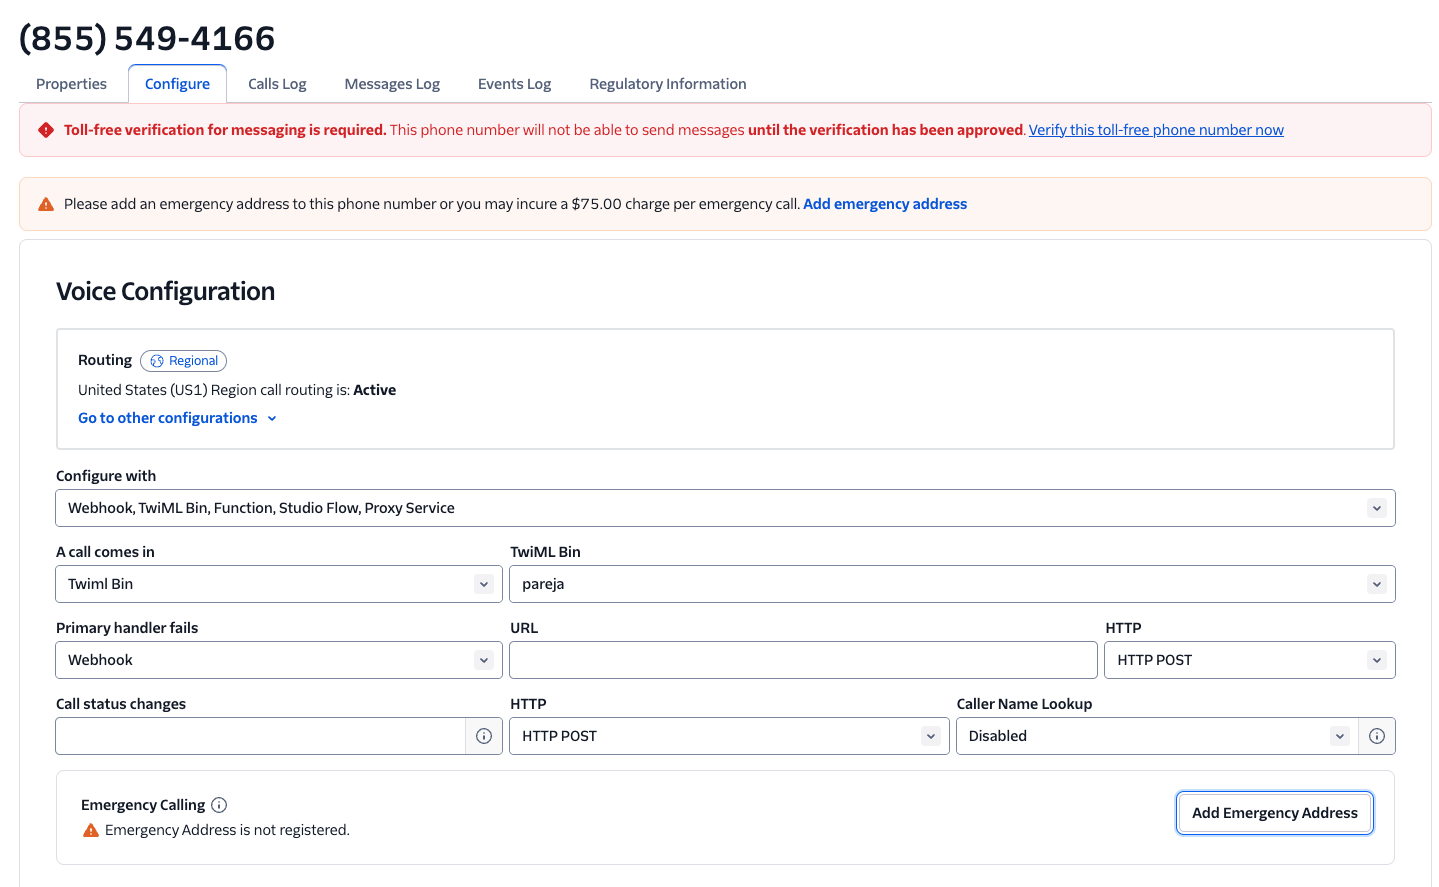 (855) 549-4166
Properties Configure Calls Log Messages Log Events Log Regulatory Information
Toll-free verification for messaging is required. This phone number will not be able to send messages until the verification has been approved. Verify this toll-free phone number now
Please add an emergency address to this phone number or you may incure a $75.00 charge per emergency call. Add emergency address
Voice Configuration
Routing Regional
United States (US1) Region call routing is: Active
Go to other configurations
Configure with
Webhook, TwiML Bin, Function, Studio Flow, Proxy Service
A call comes in TwiML Bin
Twiml Bin pareja
Primary handler fails URL HTTP
Webhook HTTP POST
Call status changes HTTP Caller Name Lookup
HTTP POST Disabled
Emergency Calling
Emergency Address is not registered.
Add Emergency Address